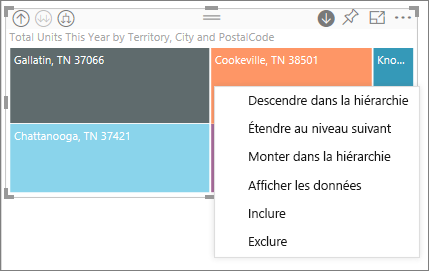 Total Units This Year by Territory, City and PostalCode
Gallatin, TN 37066
Cookeville, TN 38501
Kno...
Chattanooga, TN 37421
Descendre dans la hiérarchie
Étendre au niveau suivant
Monter dans la hiérarchie
Afficher les données
Inclure
Exclure